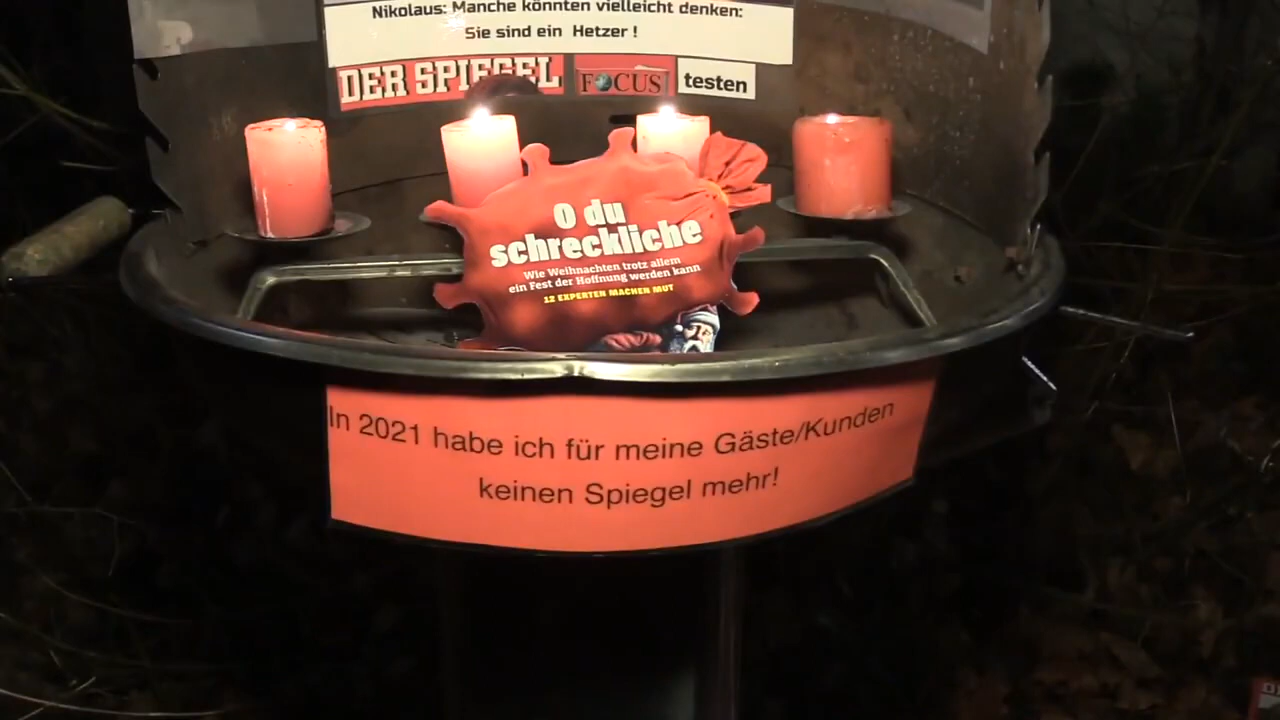 Nikolaus: Manche könnten vielleicht denken:
Sie sind ein Hetzer !
DER SPIEGEL FOCUS testen
O du
schreckliche
Wie Weihnachten trotz allem
ein Fest der Hoffnung werden kann
12 EXPERTEN MACHEN MUT
In 2021 habe ich für meine Gäste/Kunden
keinen Spiegel mehr!